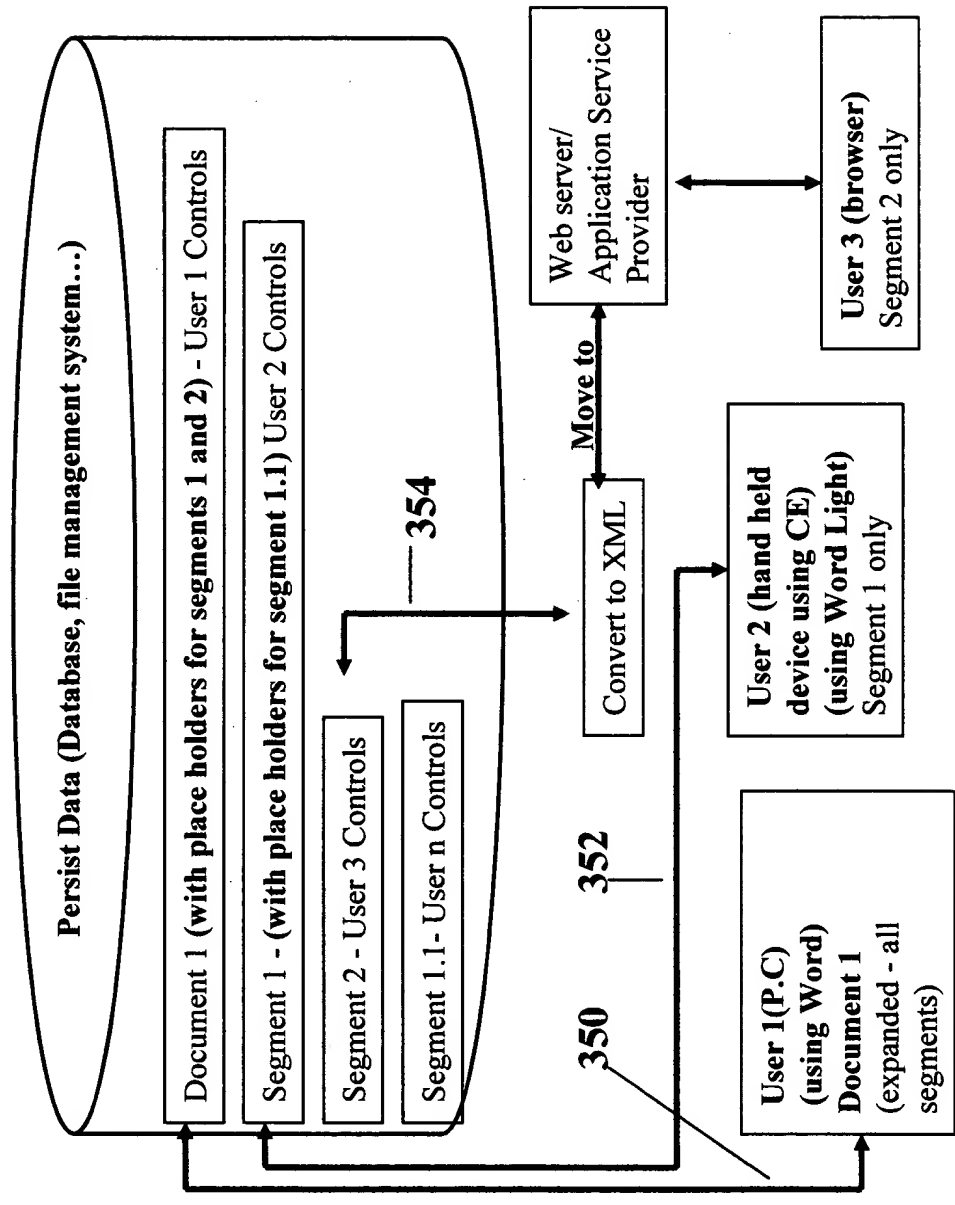 Persist Data (Database, file management system...)
Document 1 (with place holders for segments 1 and 2) - User 1 Controls
Segment 1 - (with place holders for segment 1.1) User 2 Controls
Segment 2 - User 3 Controls
Segment 1.1- User n Controls
354
Convert to XML
Move to
Web server/
Application Service
Provider
350
352
User 1(P.C)
(using Word)
Document 1
(expanded - all
segments)
User 2 (hand held
device using CE)
(using Word Light)
Segment 1 only
User 3 (browser)
Segment 2 only